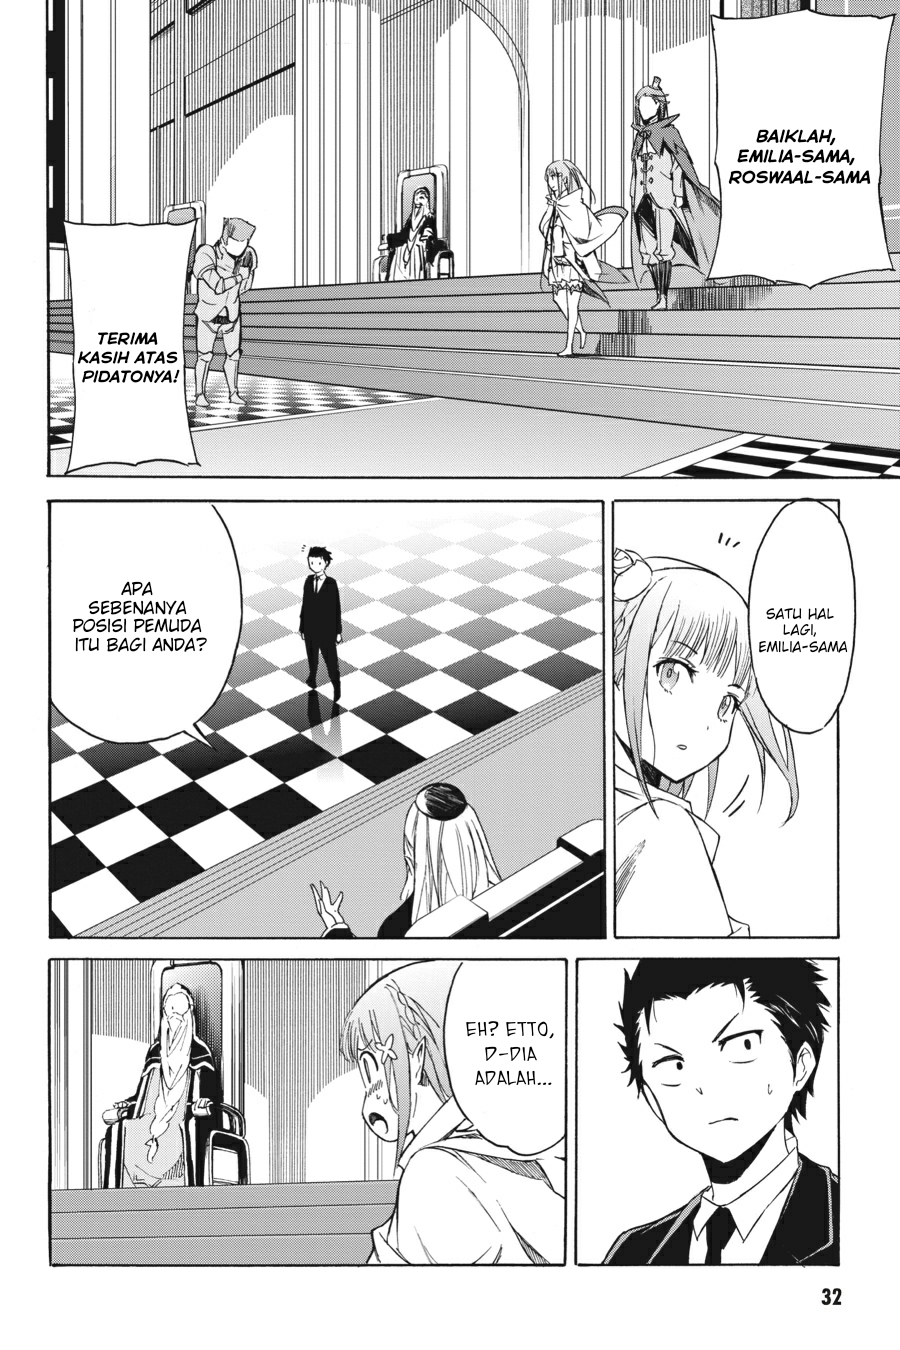 BAIKLAH,
EMILIA-SAMA,
ROSWAAL-SAMA
TERIMA
KASIH ATAS
PIDATONYA!
SATU HAL
LAGI,
EMILIA-SAMA
APA
SEBENANYA
POSISI PEMUDA
ITU BAGI ANDA?
EH? ETTO,
D-DIA
ADALAH...
32